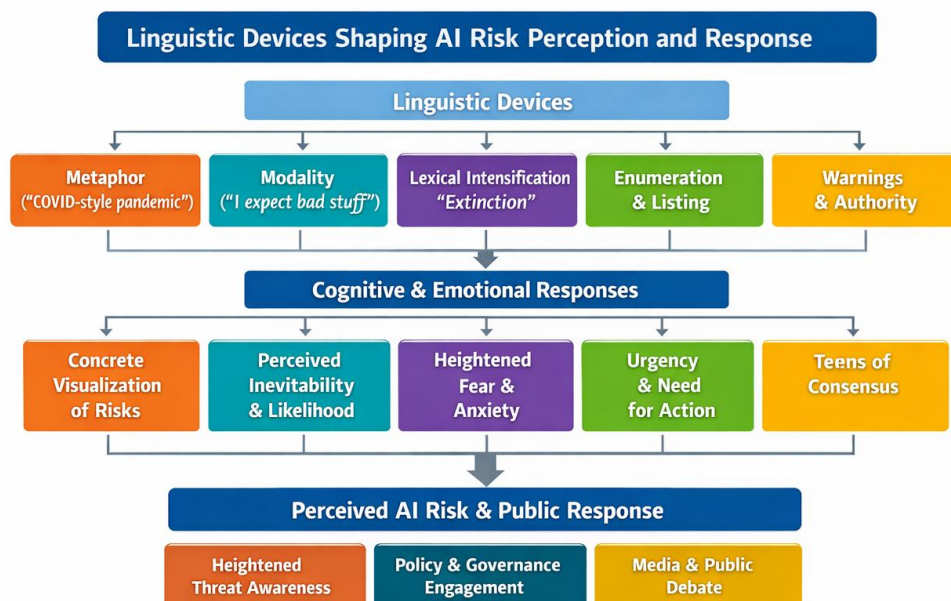 Linguistic Devices Shaping AI Risk Perception and Response
Linguistic Devices
Metaphor
("COVID-style pandemic")
Modality
("I expect bad stuff")
Lexical Intensification
"Extinction"
Enumeration
& Listing
Warnings
& Authority
Cognitive & Emotional Responses
Concrete
Visualization
of Risks
Perceived
Inevitability
& Likelihood
Heightened
Fear &
Anxiety
Urgency
& Need
for Action
Teens of
Consensus
Perceived AI Risk & Public Response
Heightened
Threat Awareness
Policy & Governance
Engagement
Media & Public
Debate